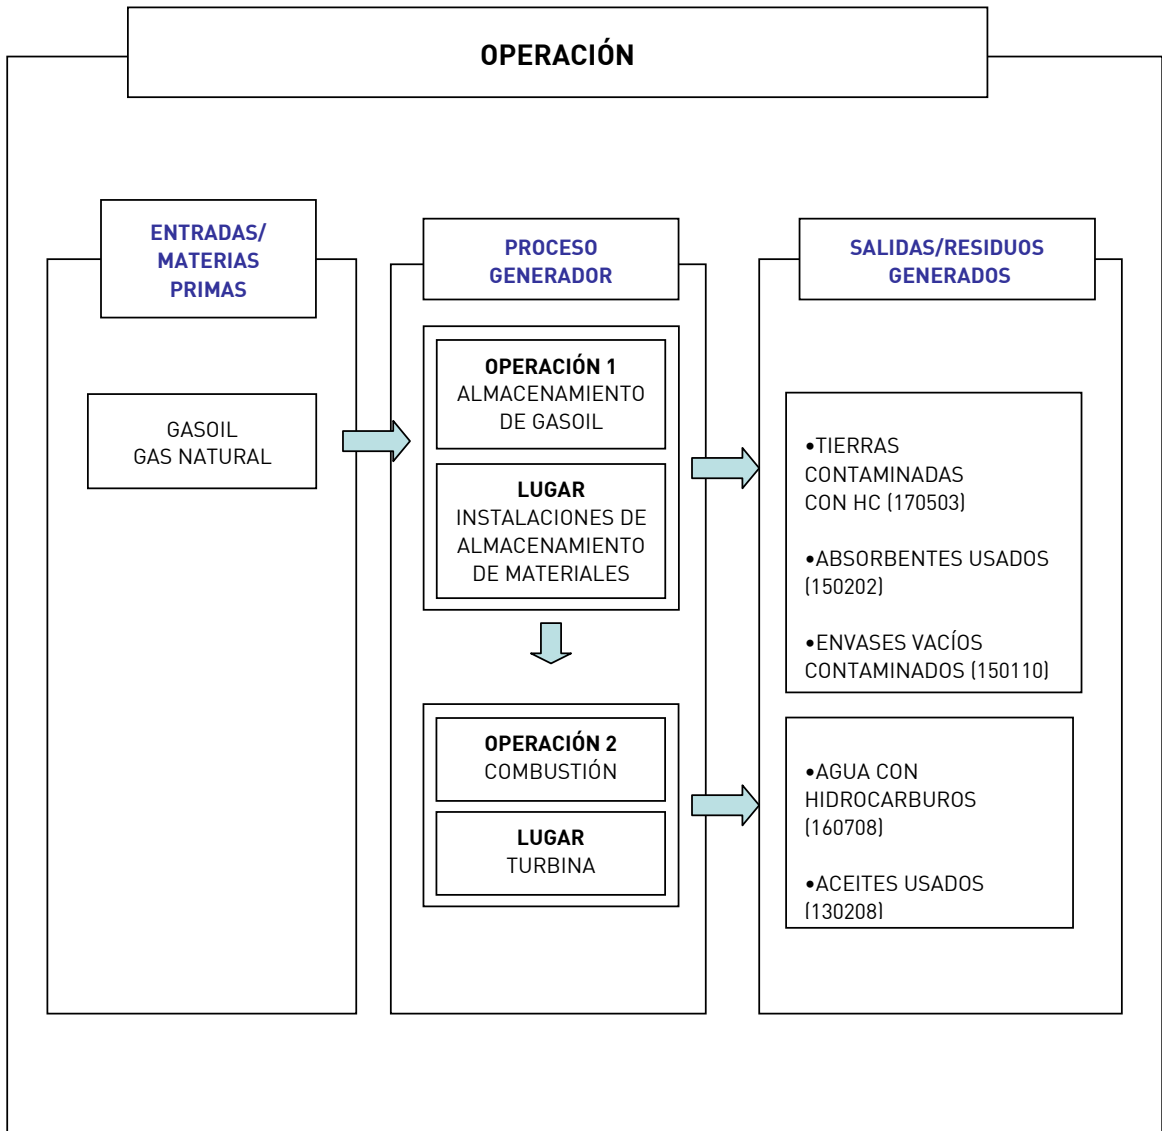 OPERACIÓN
ENTRADAS/
MATERIAS
PRIMAS
GASOIL
GAS NATURAL
PROCESO
GENERADOR
OPERACIÓN 1
ALMACENAMIENTO
DE GASOIL
LUGAR
INSTALACIONES DE
ALMACENAMIENTO
DE MATERIALES
OPERACIÓN 2
COMBUSTIÓN
LUGAR
TURBINA
SALIDAS/RESIDUOS
GENERADOS
•TIERRAS
CONTAMINADAS
CON HC (170503)
•ABSORBENTES USADOS
(150202)
•ENVASES VACÍOS
CONTAMINADOS (150110)
•AGUA CON
HIDROCARBUROS
(160708)
•ACEITES USADOS
(130208)